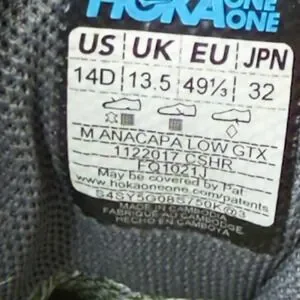 HOKA ONE ONE
US UK EU JPN
14D 13.5 49⅓ 32
M ANACAPA LOW GTX
1122017 CSHR
FQ1021J
May be covered by Pat
www.hokaoneone.com/patents
MADE IN CAMBODIA
FABRIQUE AU CAMBODGE
HECHO EN CAMBOYA